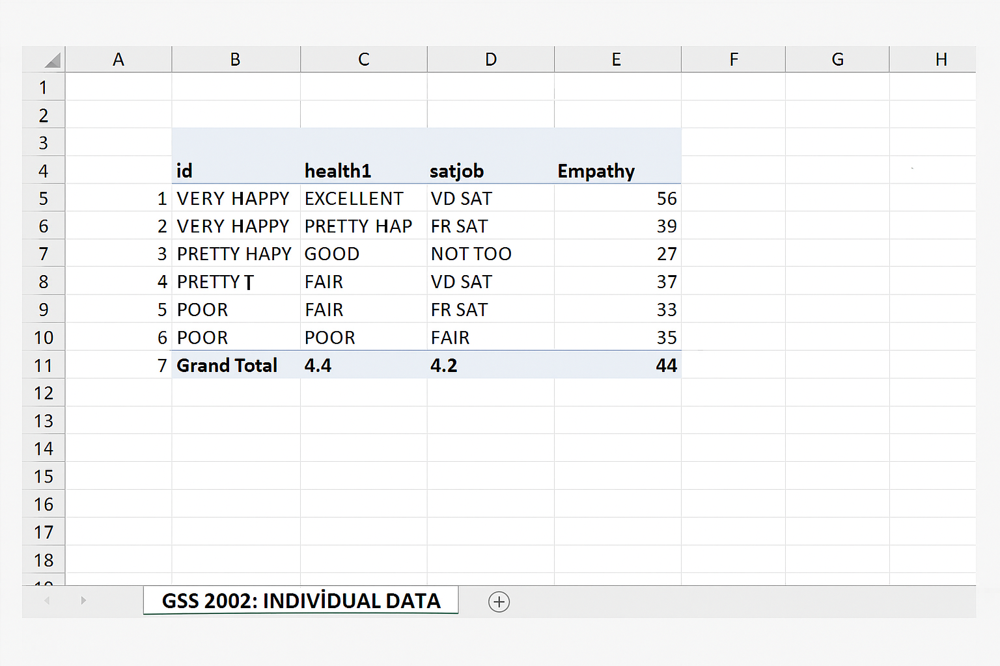 A B C D E F G H
1
2
3
4 id health1 satjob Empathy
5 1 VERY HAPPY EXCELLENT VD SAT 56
6 2 VERY HAPPY PRETTY HAP FR SAT 39
7 3 PRETTY HAPY GOOD NOT TOO 27
8 4 PRETTY T FAIR VD SAT 37
9 5 POOR FAIR FR SAT 33
10 6 POOR POOR FAIR 35
11 7 Grand Total 4.4 4.2 44
12
13
14
15
16
17
18
GSS 2002: INDIVİDUAL DATA